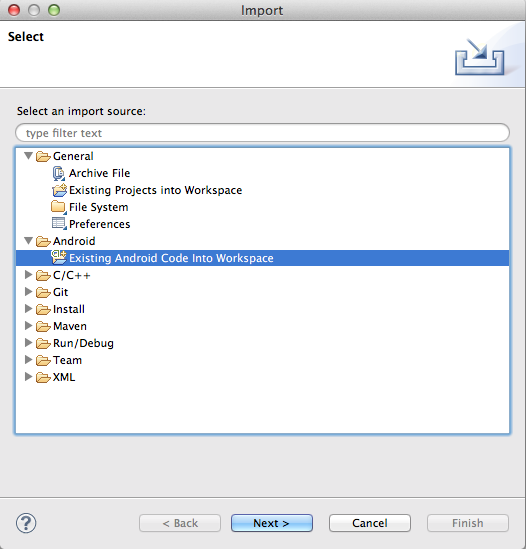 Import
Select
Select an import source:
type filter text
General
Archive File
Existing Projects into Workspace
File System
Preferences
Android
Existing Android Code Into Workspace
C/C++
Git
Install
Maven
Run/Debug
Team
XML
? < Back Next > Cancel Finish